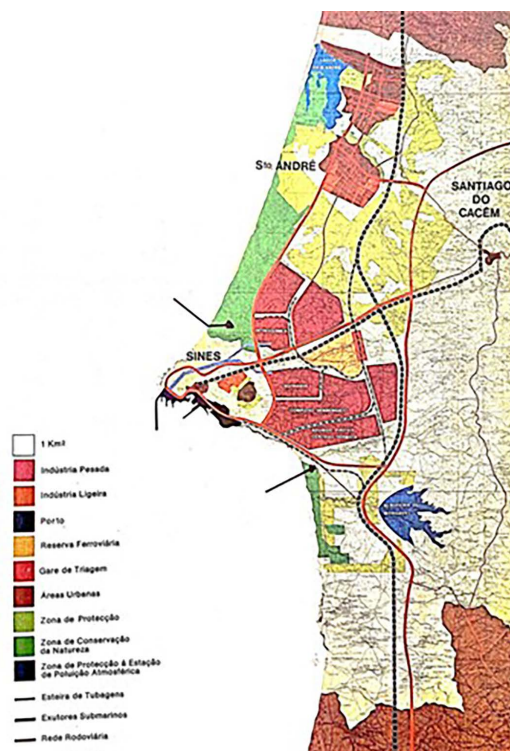 Sto. ANDRÉ
SANTIAGO
DO
CACÉM
SINES
1 Km²
Indústria Pesada
Indústria Ligeira
Porto
Reserva Ferroviária
Gare de Triagem
Áreas Urbanas
Zona de Protecção
Zona de Conservação
da Natureza
Zona de Protecção à Estação
de Poluição Atmosférica
Esteira de Tubagens
Exutores Submarinos
Rede Rodoviária